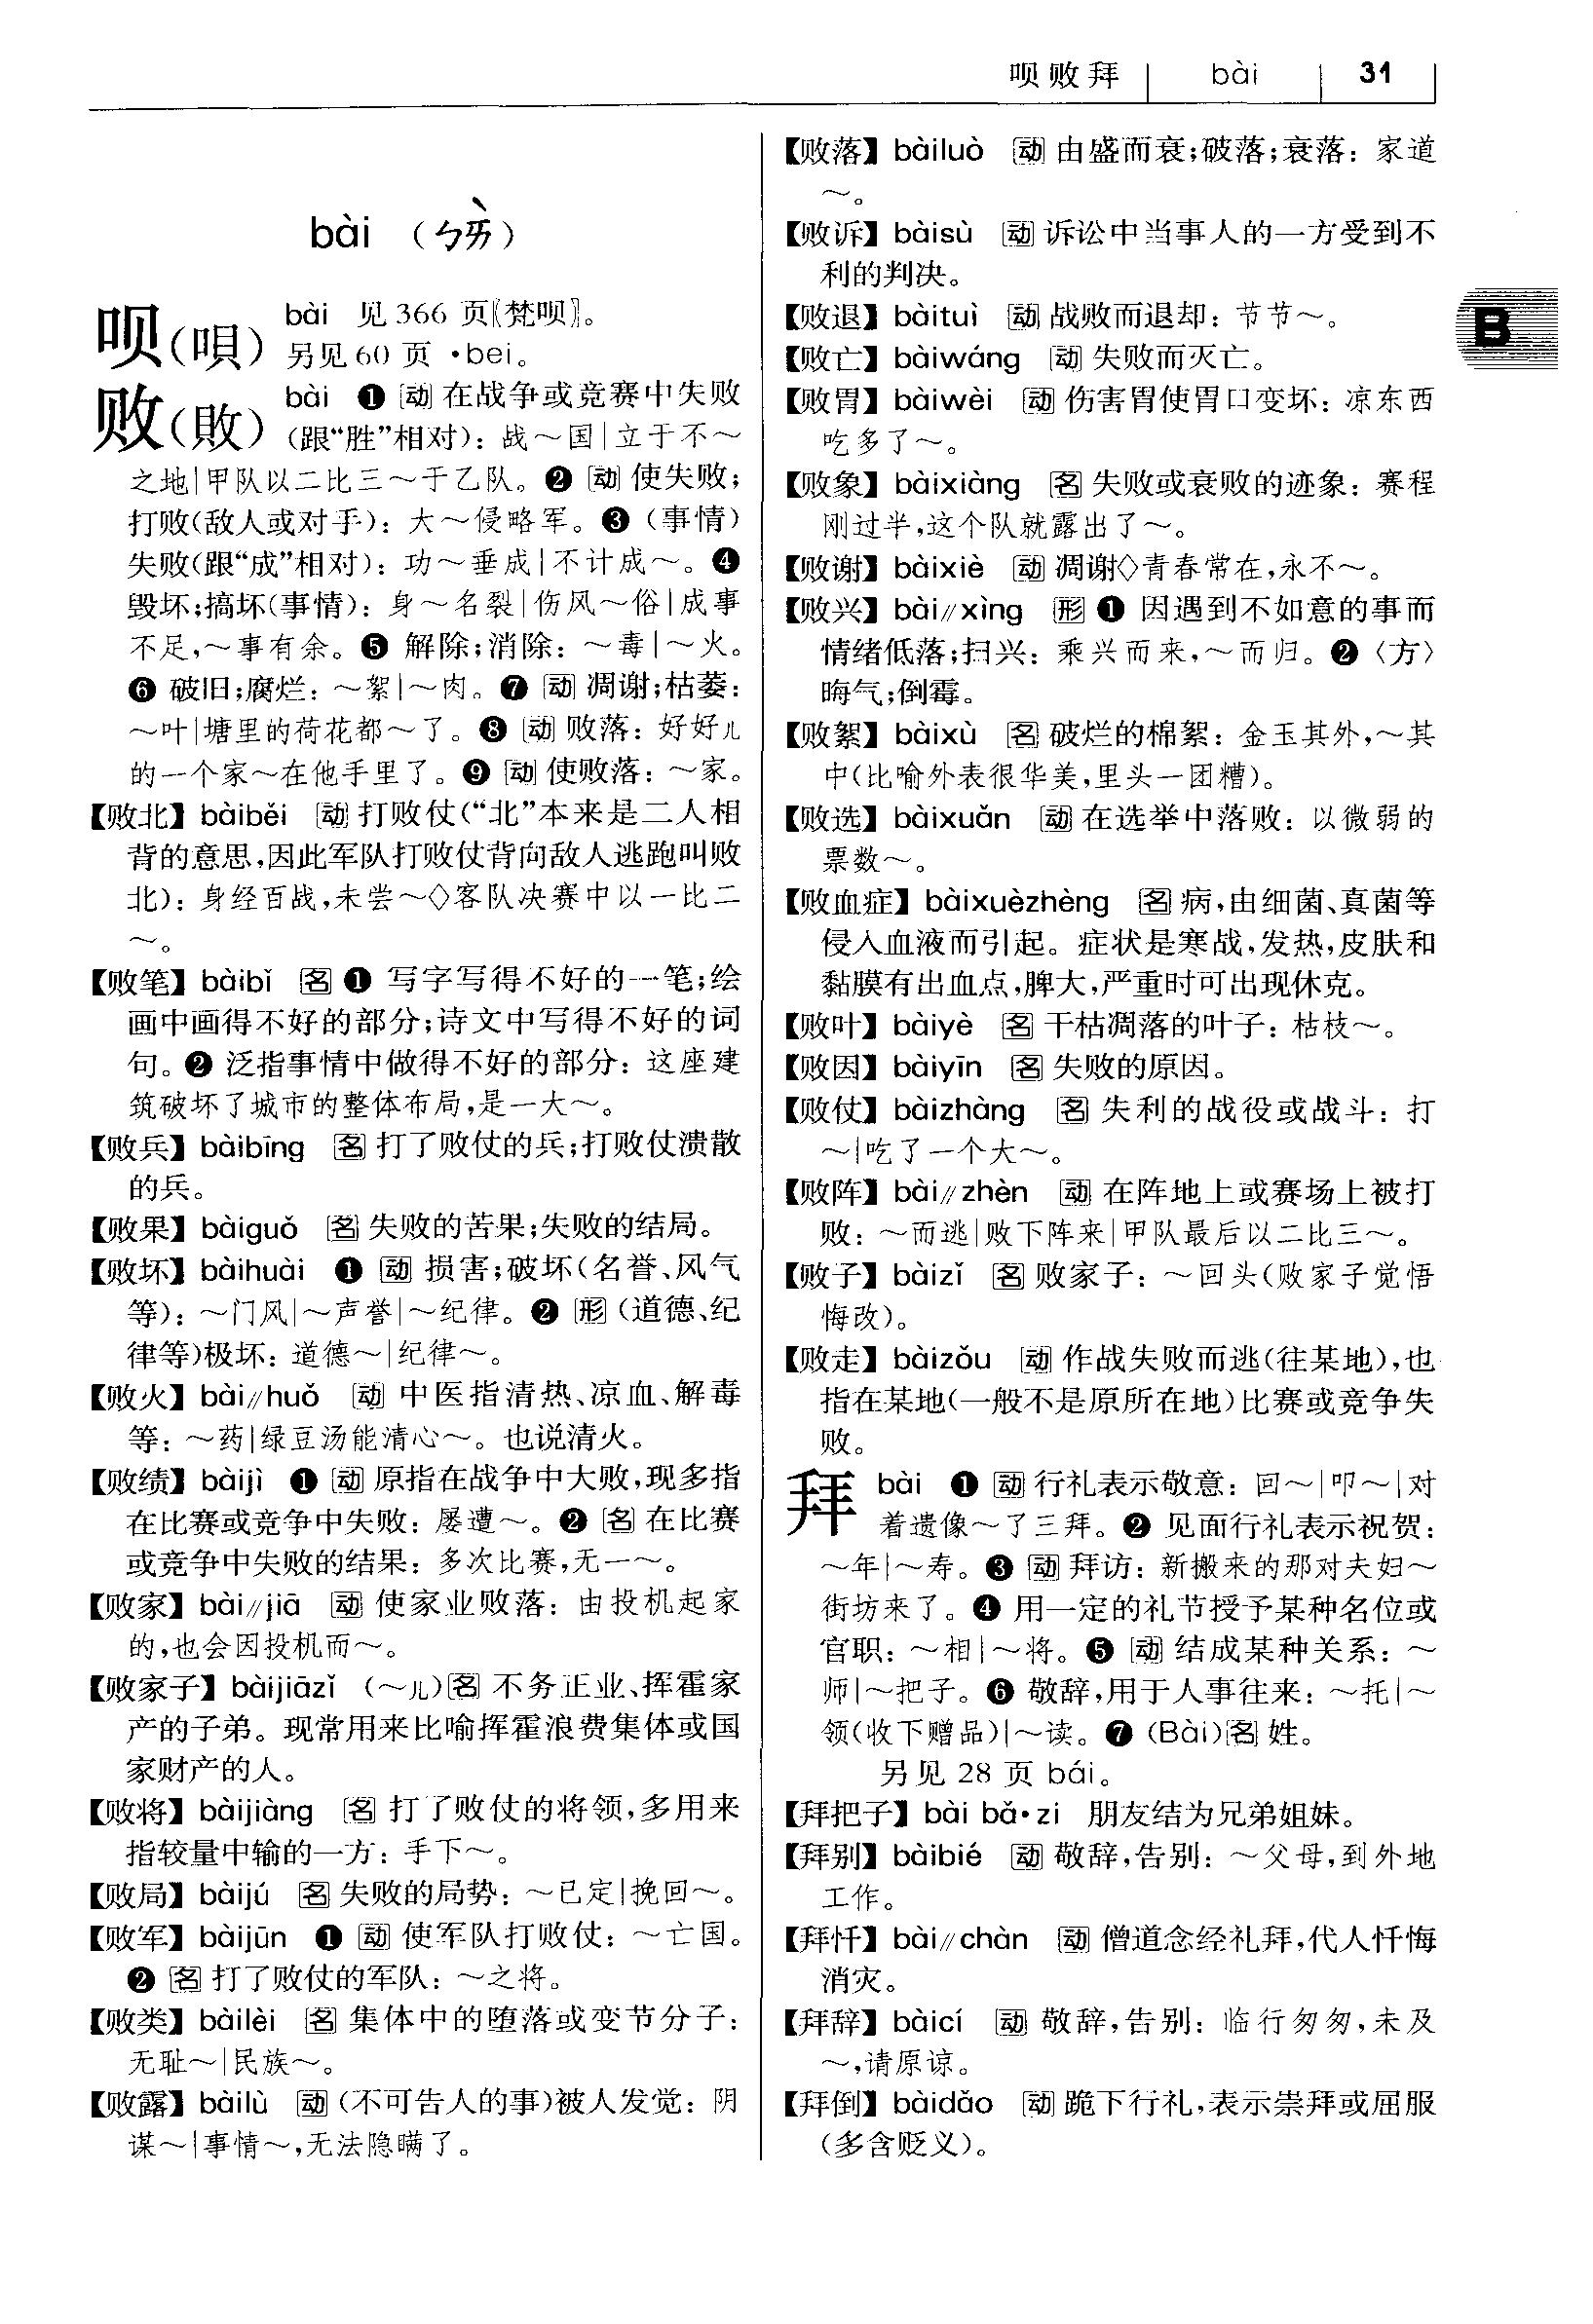 呗败拜 bài 31
bài （ㄅㄞˋ）
呗(唄) bài 见366页〖梵呗〗。
另见60页 ·bei。
败(敗) bài ❶ 动 在战争或竞赛中失败
(跟“胜”相对)：战～国|立于不～
之地|甲队以二比三～于乙队。❷ 动 使失败；
打败(敌人或对手)：大～侵略军。❸（事情）
失败(跟“成”相对)：功～垂成|不计成～。❹
毁坏;搞坏(事情)：身～名裂|伤风～俗|成事
不足,～事有余。❺ 解除;消除：～毒|～火。
❻ 破旧;腐烂：～絮|～肉。❼ 动 凋谢;枯萎：
～叶|塘里的荷花都～了。❽ 动 败落：好好儿
的一个家～在他手里了。❾ 动 使败落：～家。
【败北】bàiběi 动 打败仗(“北”本来是二人相
背的意思,因此军队打败仗背向敌人逃跑叫败
北)：身经百战,未尝～◇客队决赛中以一比二
～。
【败笔】bàibǐ 名 ❶ 写字写得不好的一笔;绘
画中画得不好的部分;诗文中写得不好的词
句。❷ 泛指事情中做得不好的部分：这座建
筑破坏了城市的整体布局,是一大～。
【败兵】bàibīng 名 打了败仗的兵;打败仗溃散
的兵。
【败果】bàiguǒ 名 失败的苦果;失败的结局。
【败坏】bàihuài ❶ 动 损害;破坏(名誉、风气
等)：～门风|～声誉|～纪律。❷ 形（道德、纪
律等)极坏：道德～|纪律～。
【败火】bài//huǒ 动 中医指清热、凉血、解毒
等：～药|绿豆汤能清心～。也说清火。
【败绩】bàijì ❶ 动 原指在战争中大败,现多指
在比赛或竞争中失败：屡遭～。❷ 名 在比赛
或竞争中失败的结果：多次比赛,无一～。
【败家】bài//jiā 动 使家业败落：由投机起家
的,也会因投机而～。
【败家子】bàijiāzǐ （～儿）名 不务正业、挥霍家
产的子弟。现常用来比喻挥霍浪费集体或国
家财产的人。
【败将】bàijiàng 名 打了败仗的将领,多用来
指较量中输的一方：手下～。
【败局】bàijú 名 失败的局势：～已定|挽回～。
【败军】bàijūn ❶ 动 使军队打败仗：～亡国。
❷ 名 打了败仗的军队：～之将。
【败类】bàilèi 名 集体中的堕落或变节分子：
无耻～|民族～。
【败露】bàilù 动（不可告人的事)被人发觉：阴
谋～|事情～,无法隐瞒了。
【败落】bàiluò 动 由盛而衰;破落;衰落：家道
～。
【败诉】bàisù 动 诉讼中当事人的一方受到不
利的判决。
【败退】bàituì 动 战败而退却：节节～。
【败亡】bàiwáng 动 失败而灭亡。
【败胃】bàiwèi 动 伤害胃使胃口变坏：凉东西
吃多了～。
【败象】bàixiàng 名 失败或衰败的迹象：赛程
刚过半,这个队就露出了～。
【败谢】bàixiè 动 凋谢◇青春常在,永不～。
【败兴】bài//xìng 形 ❶ 因遇到不如意的事而
情绪低落;扫兴：乘兴而来,～而归。❷〈方〉
晦气;倒霉。
【败絮】bàixù 名 破烂的棉絮：金玉其外,～其
中(比喻外表很华美,里头一团糟)。
【败选】bàixuǎn 动 在选举中落败：以微弱的
票数～。
【败血症】bàixuèzhèng 名 病,由细菌、真菌等
侵入血液而引起。症状是寒战,发热,皮肤和
黏膜有出血点,脾大,严重时可出现休克。
【败叶】bàiyè 名 干枯凋落的叶子：枯枝～。
【败因】bàiyīn 名 失败的原因。
【败仗】bàizhàng 名 失利的战役或战斗：打
～|吃了一个大～。
【败阵】bài//zhèn 动 在阵地上或赛场上被打
败：～而逃|败下阵来|甲队最后以二比三～。
【败子】bàizǐ 名 败家子：～回头(败家子觉悟
悔改)。
【败走】bàizǒu 动 作战失败而逃(往某地),也
指在某地(一般不是原所在地)比赛或竞争失
败。
拜 bài ❶ 动 行礼表示敬意：回～|叩～|对
着遗像～了三拜。❷ 见面行礼表示祝贺：
～年|～寿。❸ 动 拜访：新搬来的那对夫妇～
街坊来了。❹ 用一定的礼节授予某种名位或
官职：～相|～将。❺ 动 结成某种关系：～
师|～把子。❻ 敬辞,用于人事往来：～托|～
领(收下赠品)|～读。❼ (Bài)名 姓。
另见28页 bái。
【拜把子】bài bǎ·zi 朋友结为兄弟姐妹。
【拜别】bàibié 动 敬辞,告别：～父母,到外地
工作。
【拜忏】bài//chàn 动 僧道念经礼拜,代人忏悔
消灾。
【拜辞】bàicí 动 敬辞,告别：临行匆匆,未及
～,请原谅。
【拜倒】bàidǎo 动 跪下行礼,表示崇拜或屈服
(多含贬义)。
B